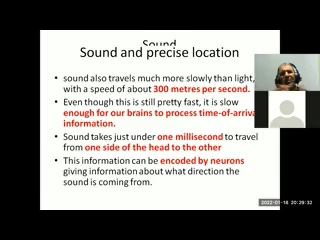 Sound
Sound and precise location
• sound also travels much more slowly than light,
with a speed of about 300 metres per second.
• Even though this is still pretty fast, it is slow
enough for our brains to process time-of-arrival
information.
• Sound takes just under one millisecond to travel
from one side of the head to the other
• This information can be encoded by neurons
giving information about what direction the
sound is coming from.
2022-01-18 20:29:32